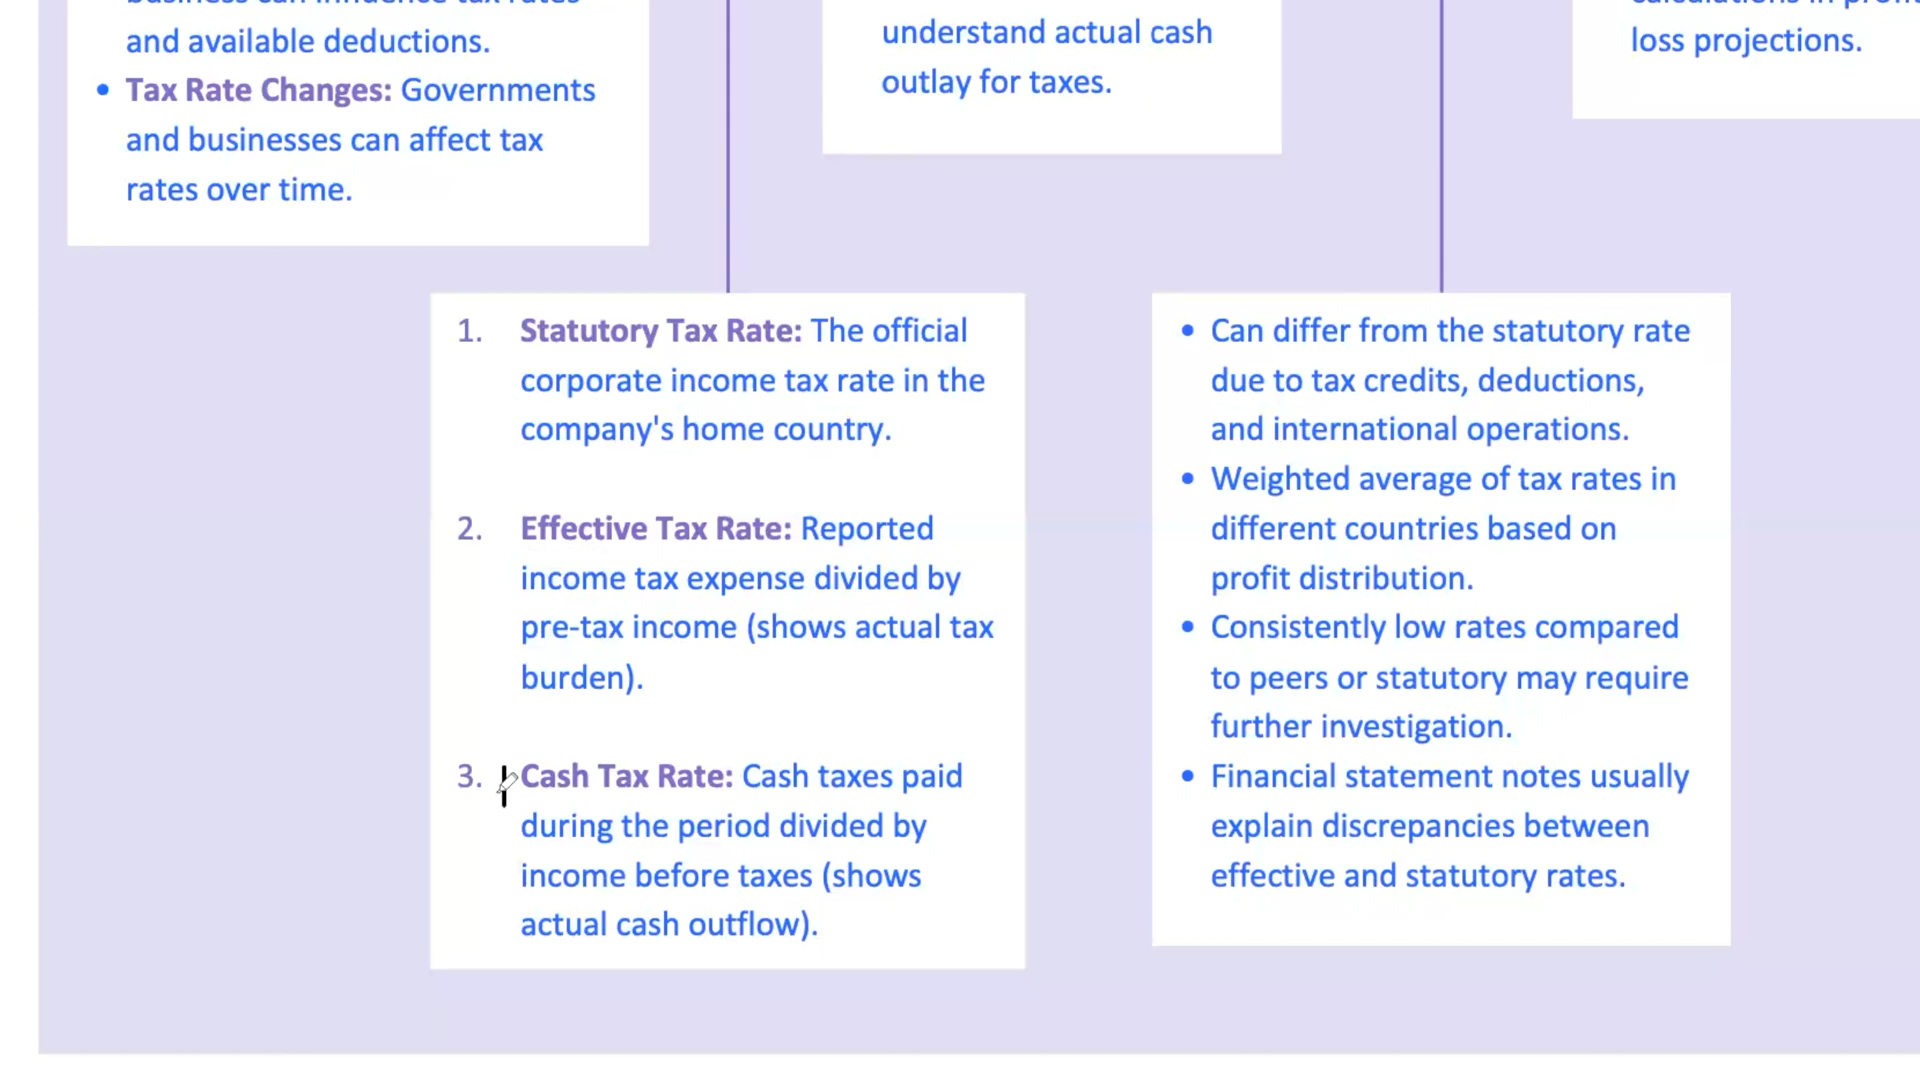 and available deductions.
• Tax Rate Changes: Governments
and businesses can affect tax
rates over time.
understand actual cash
outlay for taxes.
loss projections.
1. Statutory Tax Rate: The official
corporate income tax rate in the
company's home country.
2. Effective Tax Rate: Reported
income tax expense divided by
pre-tax income (shows actual tax
burden).
3. Cash Tax Rate: Cash taxes paid
during the period divided by
income before taxes (shows
actual cash outflow).
• Can differ from the statutory rate
due to tax credits, deductions,
and international operations.
• Weighted average of tax rates in
different countries based on
profit distribution.
• Consistently low rates compared
to peers or statutory may require
further investigation.
• Financial statement notes usually
explain discrepancies between
effective and statutory rates.